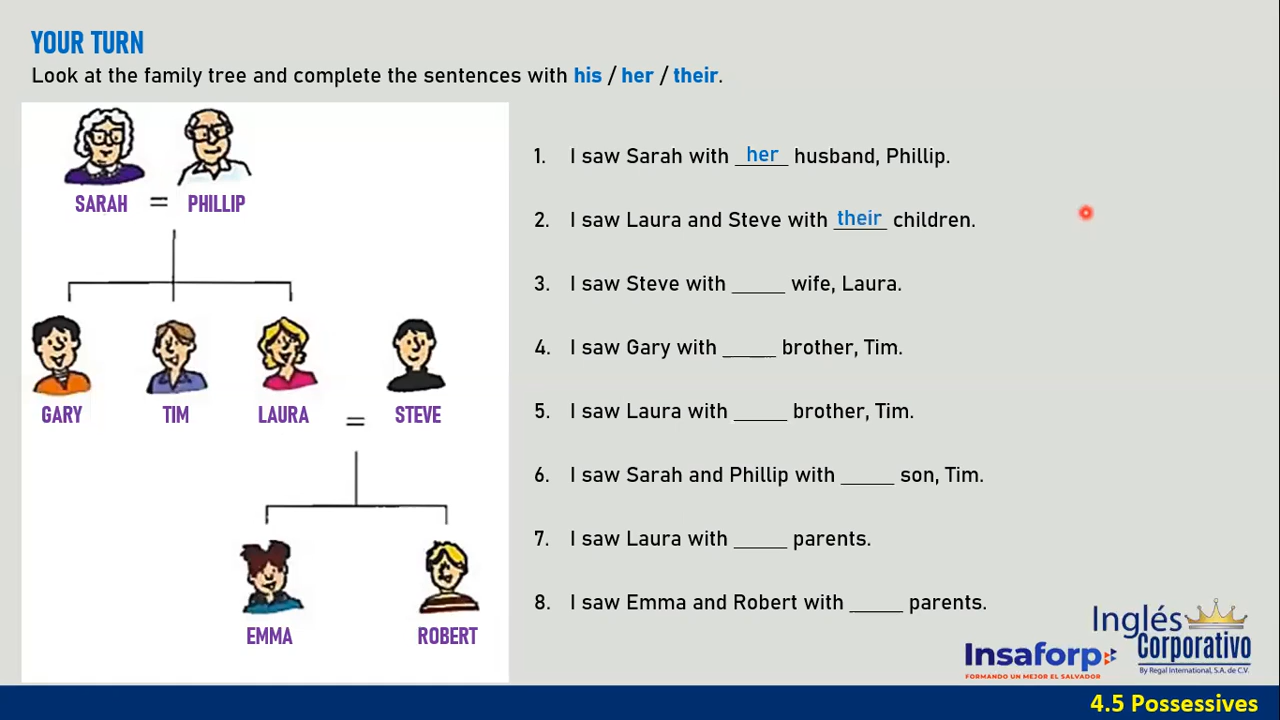 YOUR TURN
Look at the family tree and complete the sentences with his / her / their.
SARAH = PHILLIP
GARY TIM LAURA = STEVE
EMMA ROBERT
1. I saw Sarah with her husband, Phillip.
2. I saw Laura and Steve with their children.
3. I saw Steve with _____ wife, Laura.
4. I saw Gary with _____ brother, Tim.
5. I saw Laura with _____ brother, Tim.
6. I saw Sarah and Phillip with _____ son, Tim.
7. I saw Laura with _____ parents.
8. I saw Emma and Robert with _____ parents.
Insaforp
FORMANDO UN MEJOR EL SALVADOR
Inglés
Corporativo
By Regal International, S.A. de C.V.
4.5 Possessives